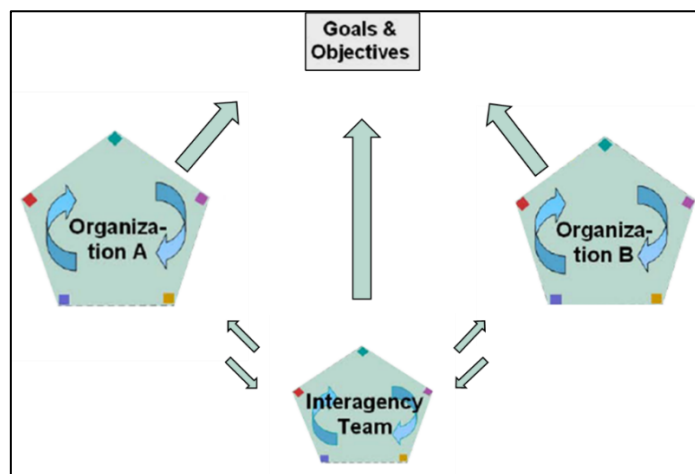 Goals &
Objectives
Organiza-
tion A
Organiza-
tion B
Interagency
Team